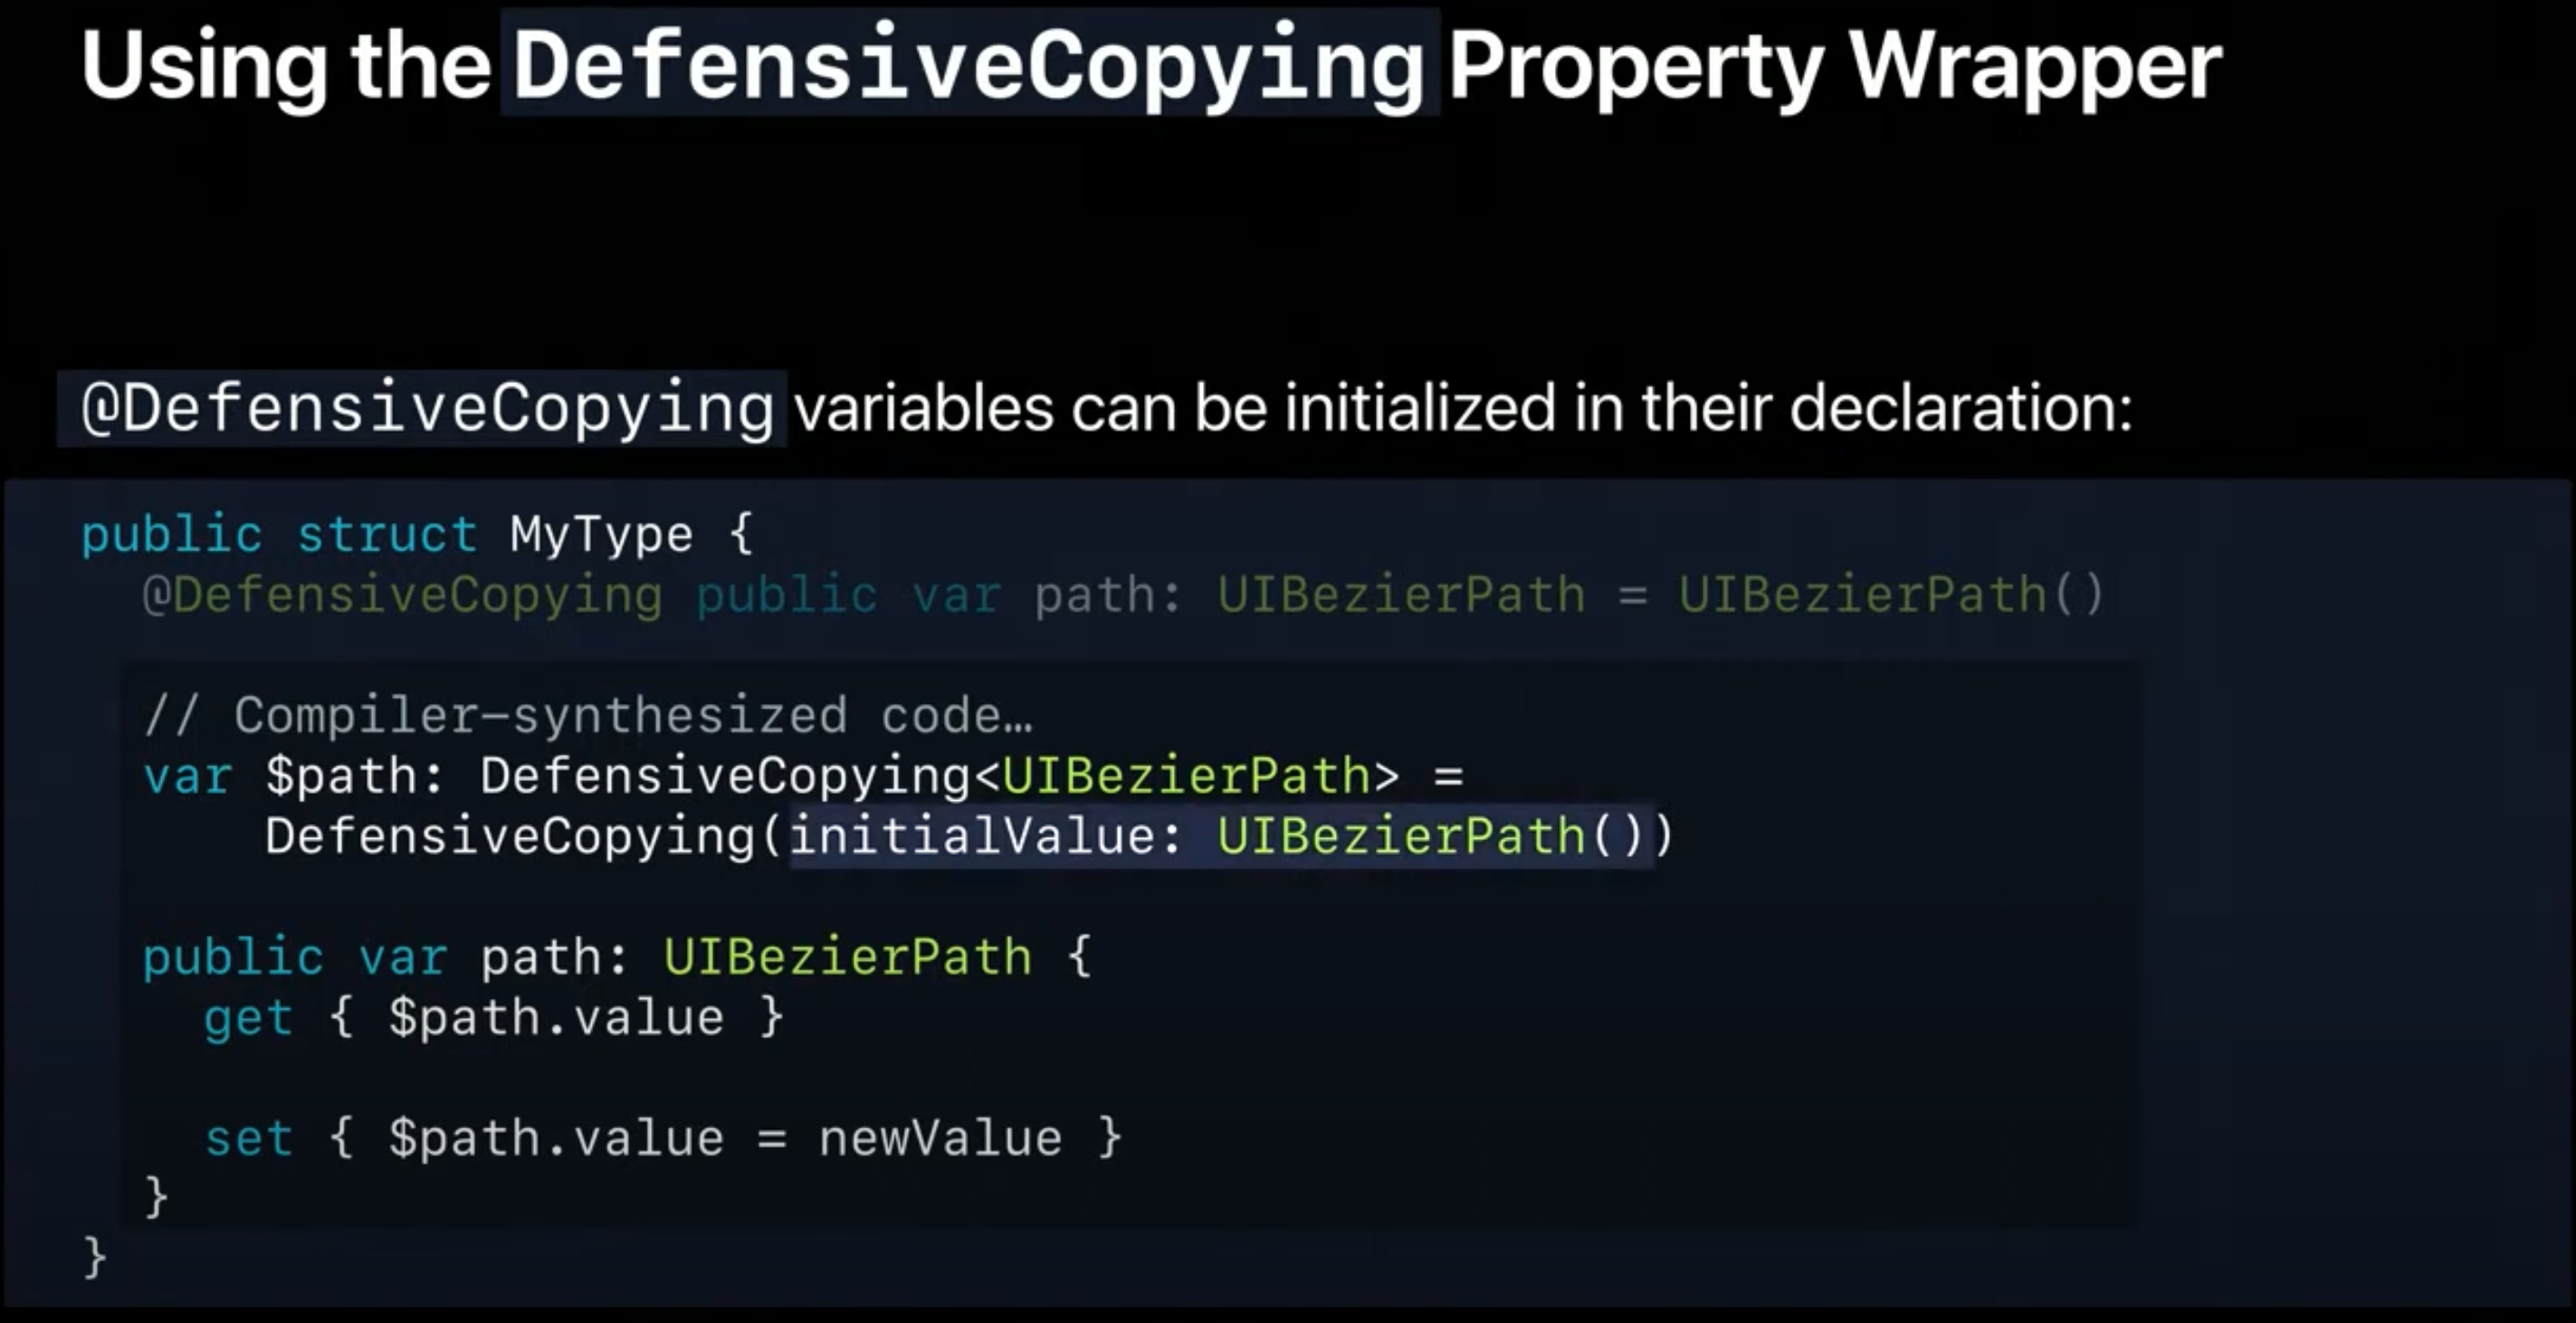 Using the DefensiveCopying Property Wrapper
@DefensiveCopying variables can be initialized in their declaration:
public struct MyType {
@DefensiveCopying public var path: UIBezierPath = UIBezierPath()
// Compiler–synthesized code…
var $path: DefensiveCopying<UIBezierPath> =
DefensiveCopying(initialValue: UIBezierPath())
public var path: UIBezierPath {
get { $path.value }
set { $path.value = newValue }
}
}